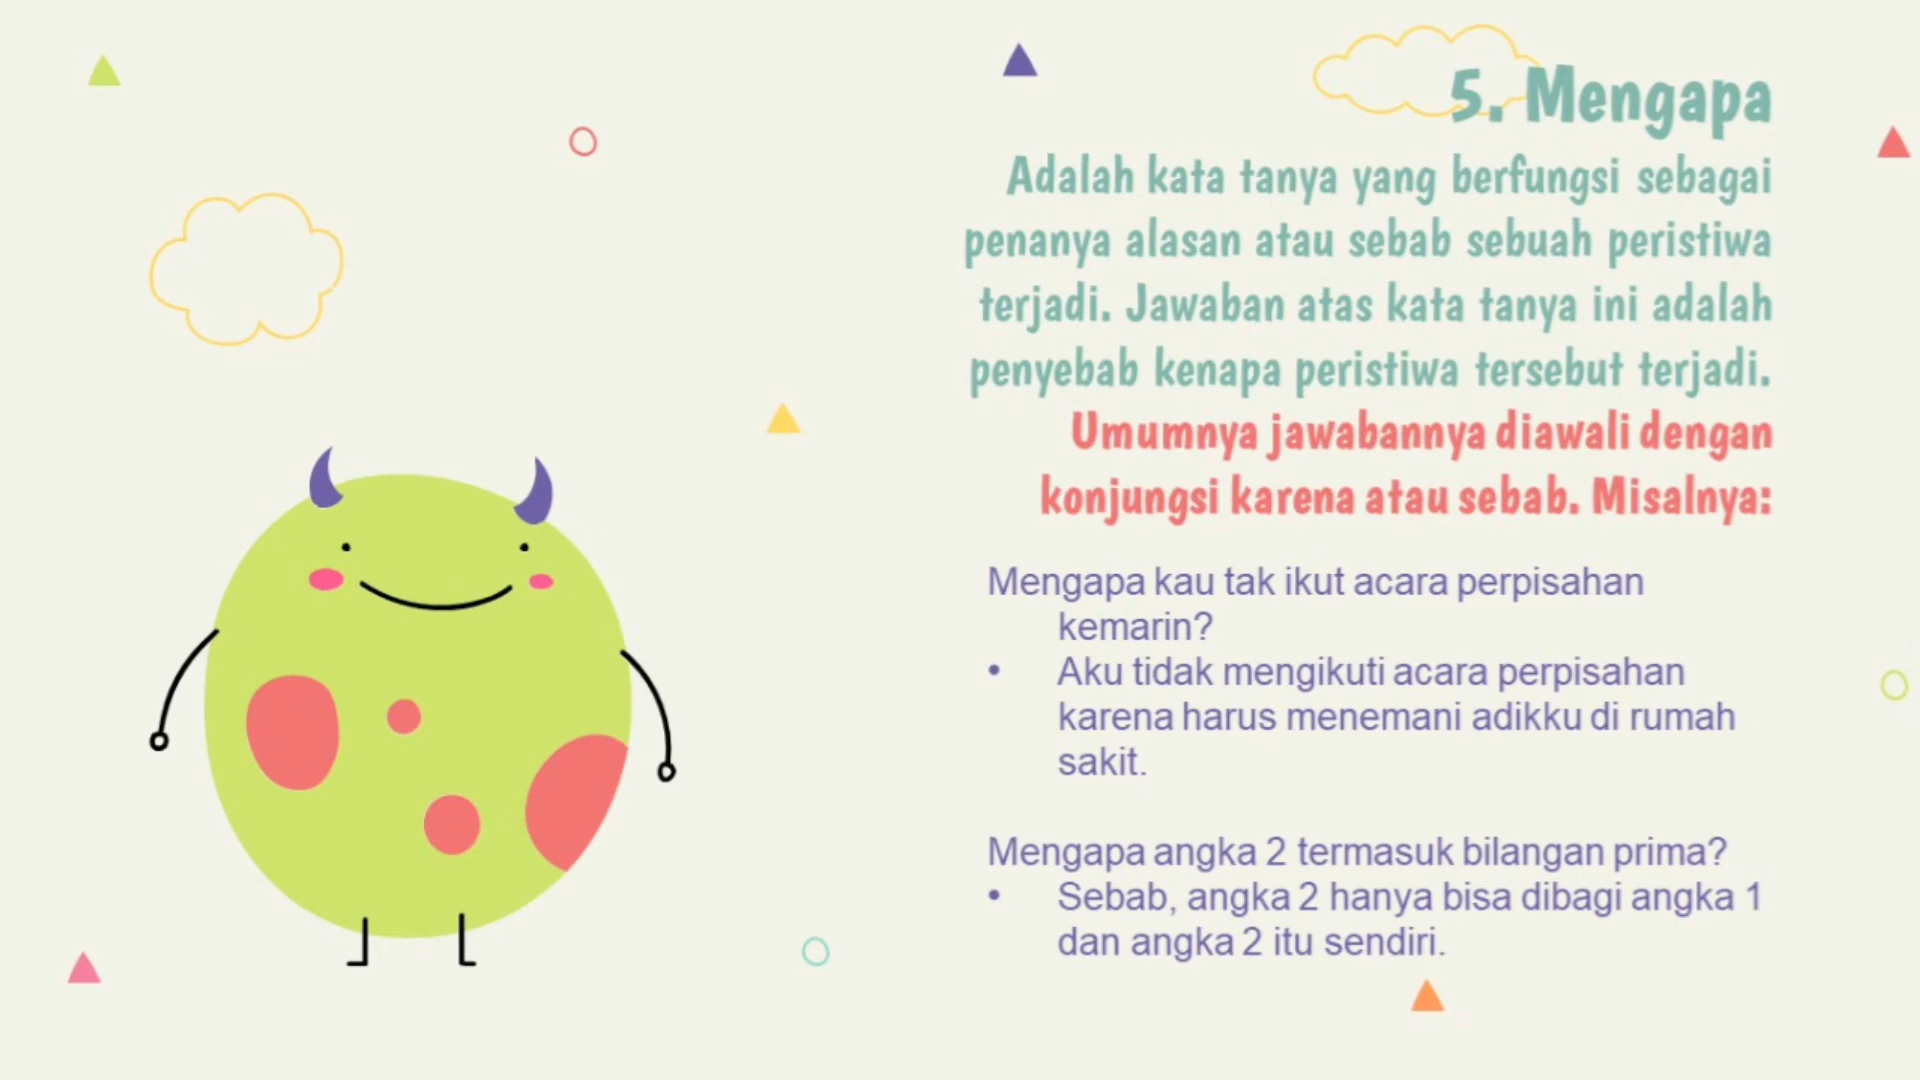 5. Mengapa
Adalah kata tanya yang berfungsi sebagai
penanya alasan atau sebab sebuah peristiwa
terjadi. Jawaban atas kata tanya ini adalah
penyebab kenapa peristiwa tersebut terjadi.
Umumnya jawabannya diawali dengan
konjungsi karena atau sebab. Misalnya:
Mengapa kau tak ikut acara perpisahan
kemarin?
• Aku tidak mengikuti acara perpisahan
karena harus menemani adikku di rumah
sakit.
Mengapa angka 2 termasuk bilangan prima?
• Sebab, angka 2 hanya bisa dibagi angka 1
dan angka 2 itu sendiri.